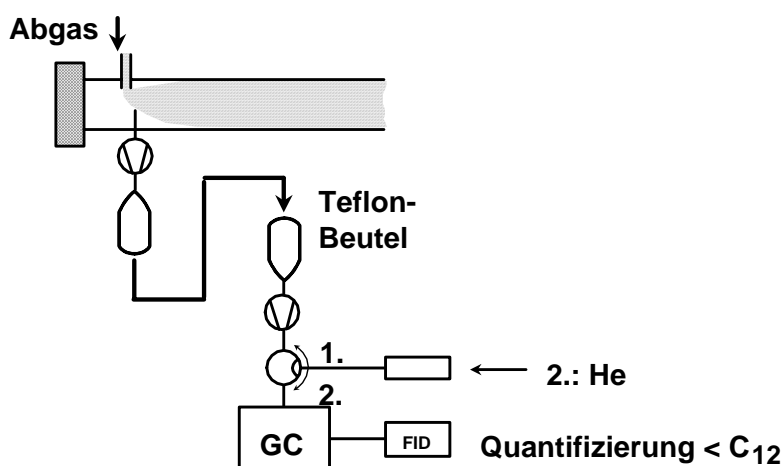 Abgas
Teflon-
Beutel
1.
2.: He
2.
GC
FID
Quantifizierung < C12